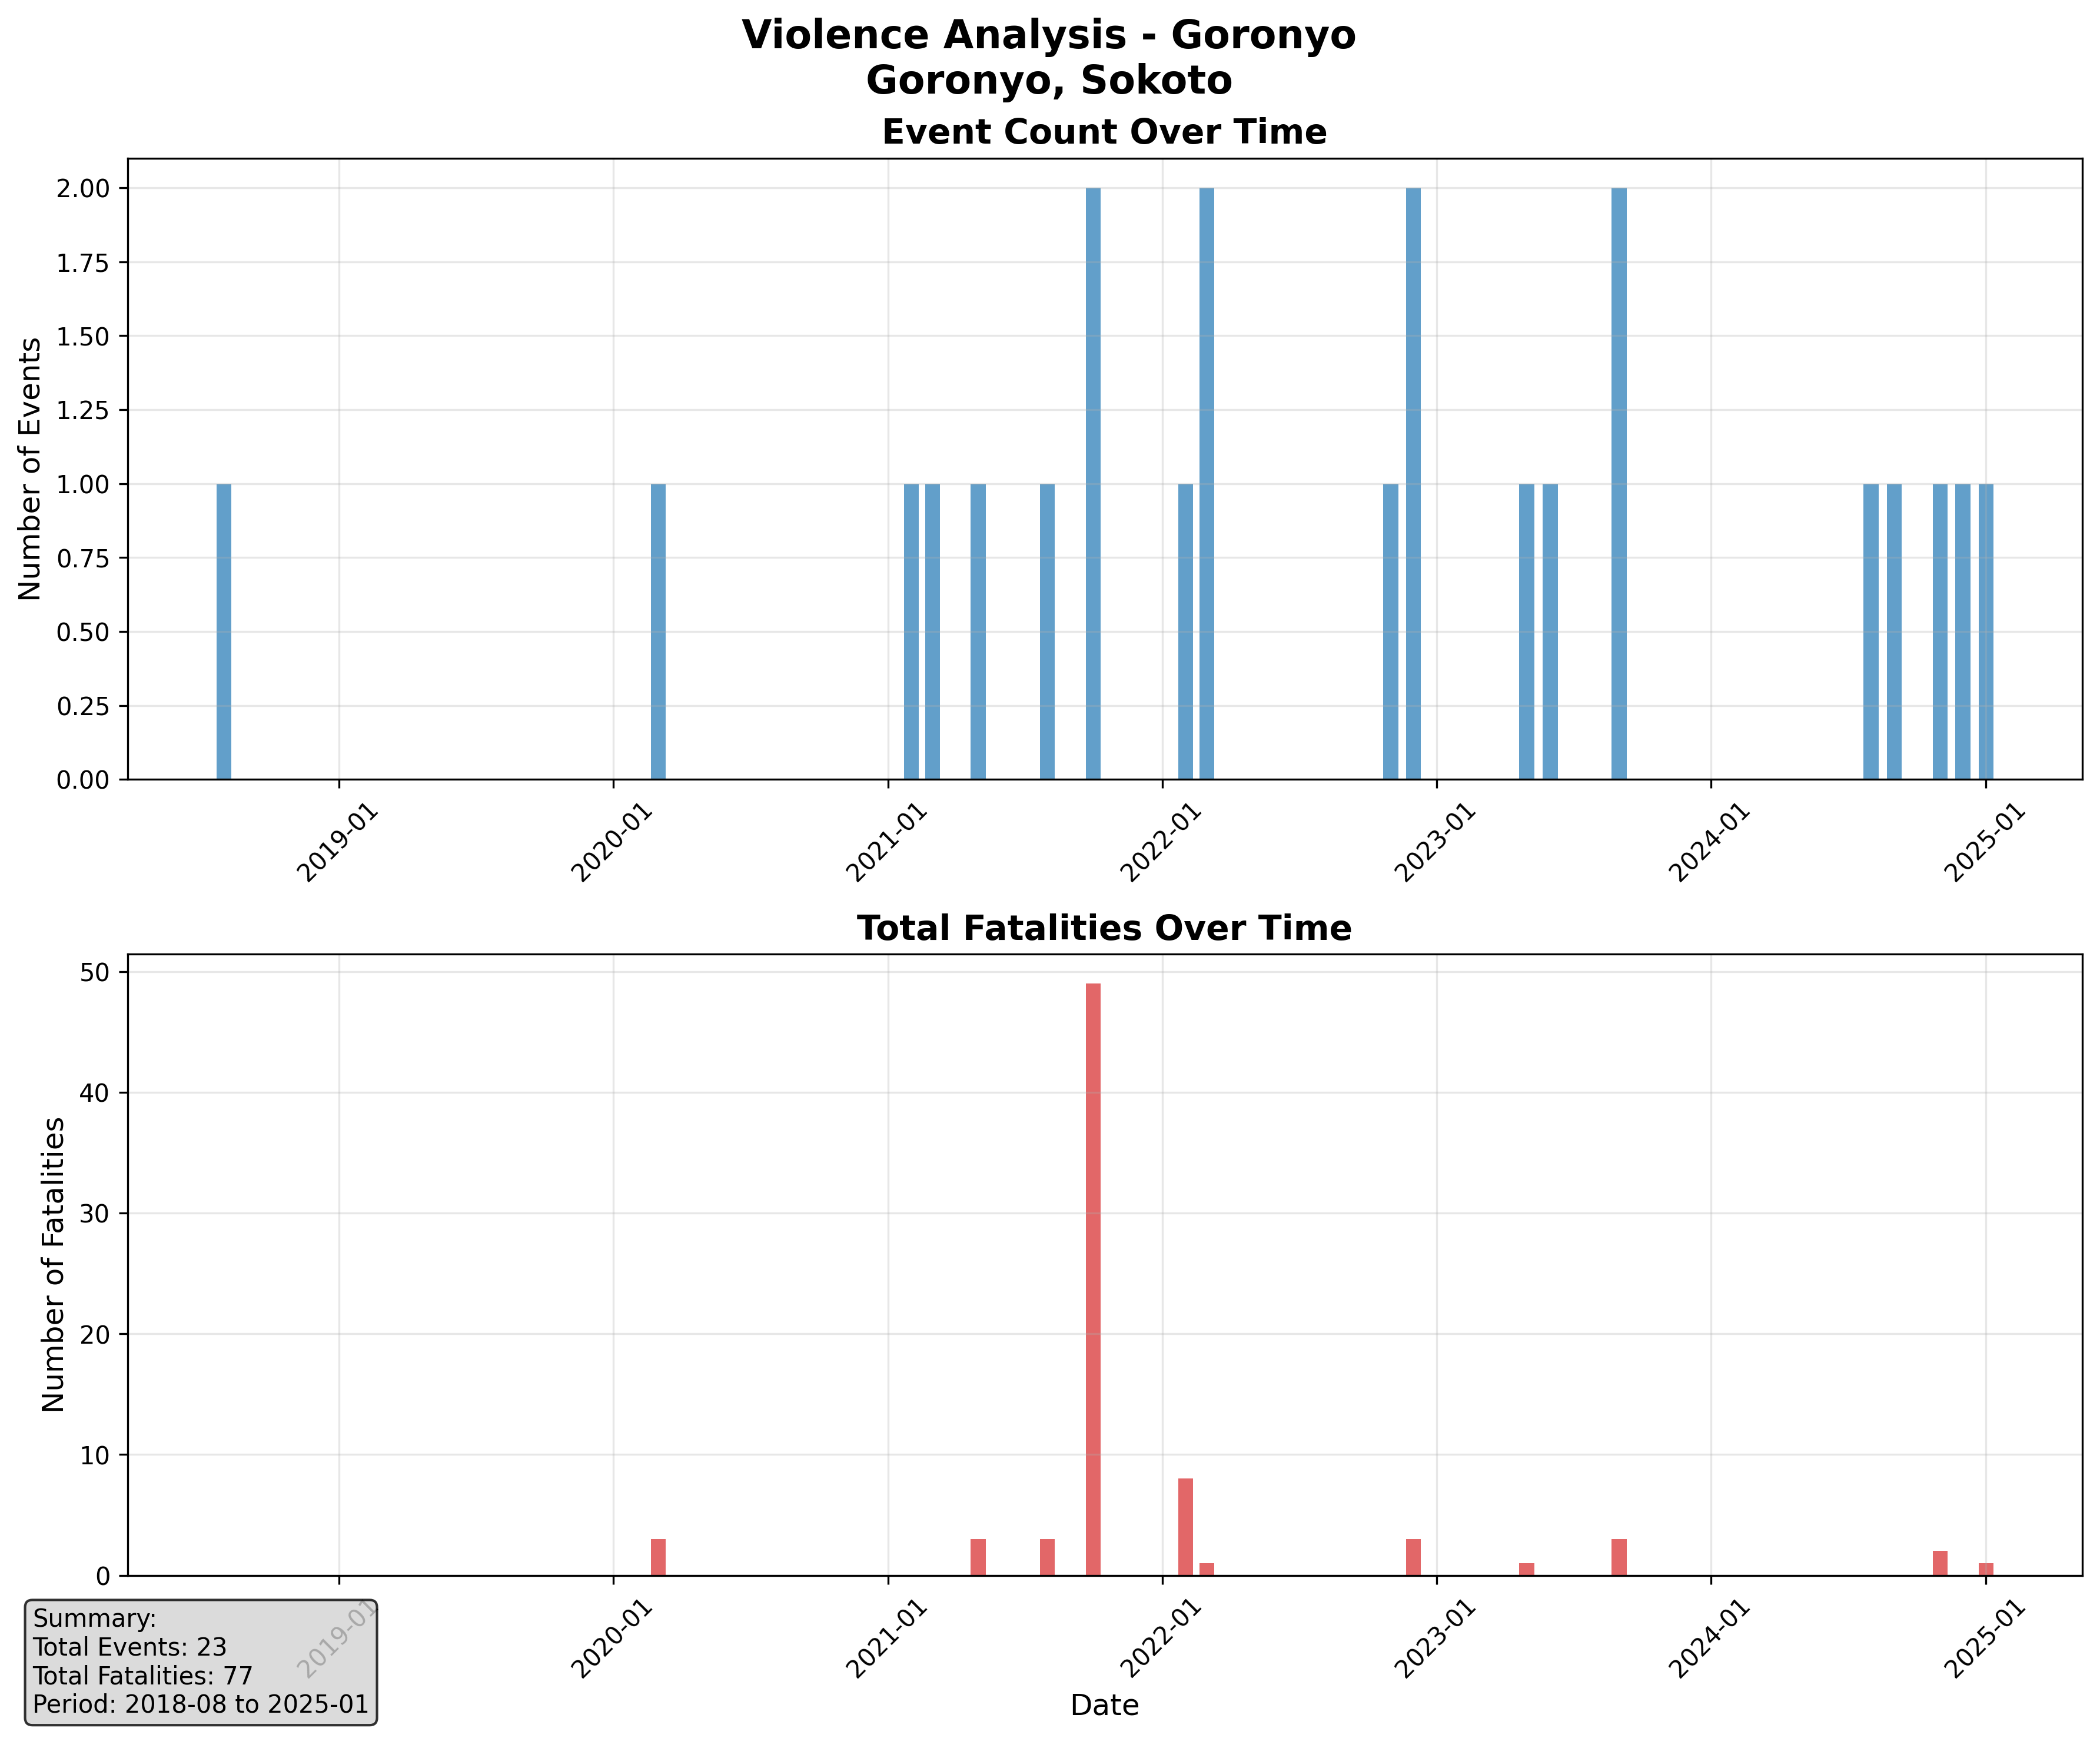 Violence Analysis - Goronyo
Goronyo, Sokoto
Event Count Over Time
Number of Events
2.00
1.75
1.50
1.25
1.00
0.75
0.50
0.25
0.00
2019-01
2020-01
2021-01
2022-01
2023-01
2024-01
2025-01
Total Fatalities Over Time
Number of Fatalities
50
40
30
20
10
0
2019-01
2020-01
2021-01
2022-01
2023-01
2024-01
2025-01
Date
Summary:
Total Events: 23
Total Fatalities: 77
Period: 2018-08 to 2025-01